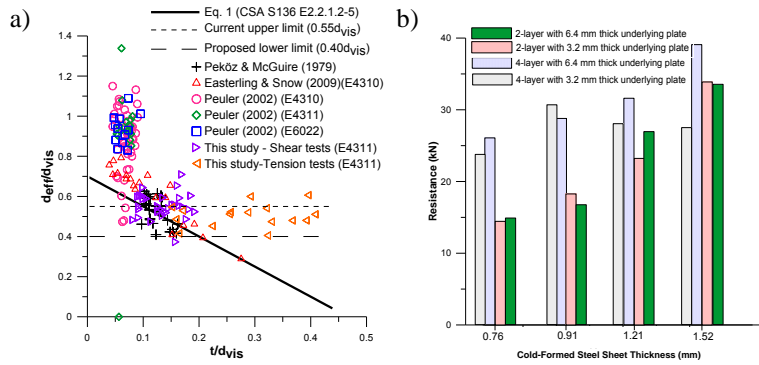 a)
Eq. 1 (CSA S136 E2.2.1.2-5)
Current upper limit (0.55dvis)
Proposed lower limit (0.40dvis)
Peköz & McGuire (1979)
Easterling & Snow (2009)(E4310)
Peuler (2002) (E4310)
Peuler (2002) (E4311)
Peuler (2002) (E6022)
This study - Shear tests (E4311)
This study-Tension tests (E4311)
deff/dvis
1.4
1.2
1
0.8
0.6
0.4
0.2
0
0 0.1 0.2 0.3 0.4 0.5
t/dvis
b)
2-layer with 6.4 mm thick underlying plate
2-layer with 3.2 mm thick underlying plate
4-layer with 6.4 mm thick underlying plate
4-layer with 3.2 mm thick underlying plate
Resistance (kN)
40
30
20
10
0
0.76 0.91 1.21 1.52
Cold-Formed Steel Sheet Thickness (mm)